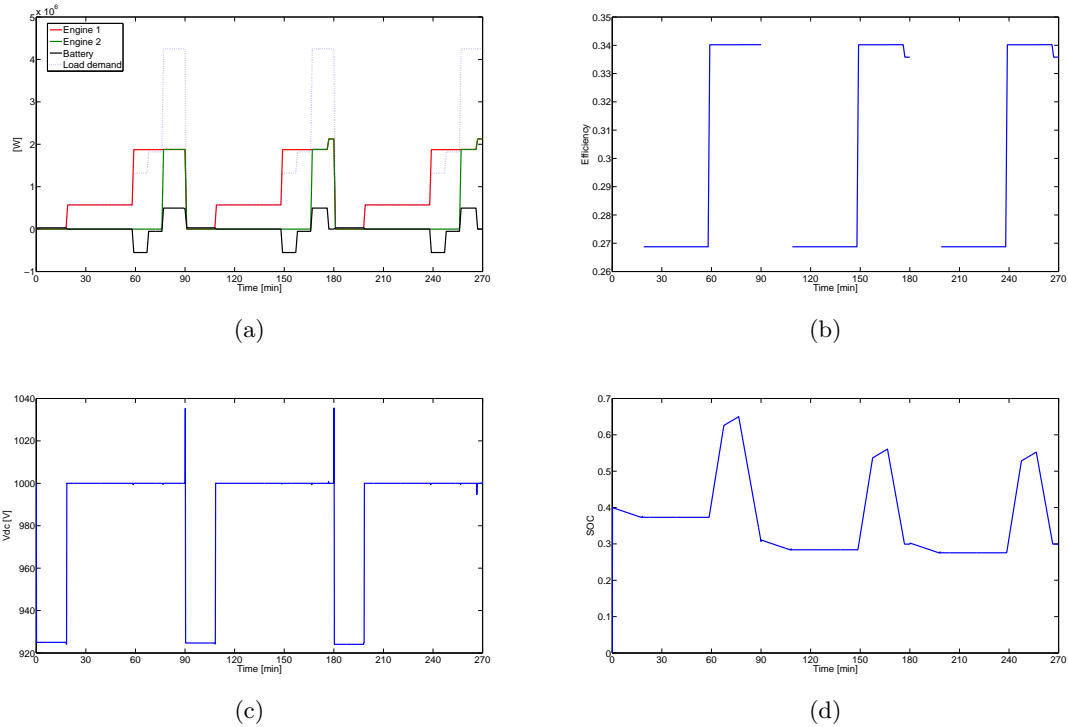 5 x 10⁶
Engine 1
Engine 2
Battery
Load demand
4
3
2
1
0
−1
[W]
0 30 60 90 120 150 180 210 240 270
Time [min]
(a)
0.35
0.34
0.33
0.32
0.31
0.3
0.29
0.28
0.27
0.26
Efficiency
0 30 60 90 120 150 180 210 240 270
Time [min]
(b)
1040
1020
1000
980
960
940
920
Vdc [V]
0 30 60 90 120 150 180 210 240 270
Time [min]
(c)
0.7
0.6
0.5
0.4
0.3
0.2
0.1
0
SOC
0 30 60 90 120 150 180 210 240 270
Time [min]
(d)